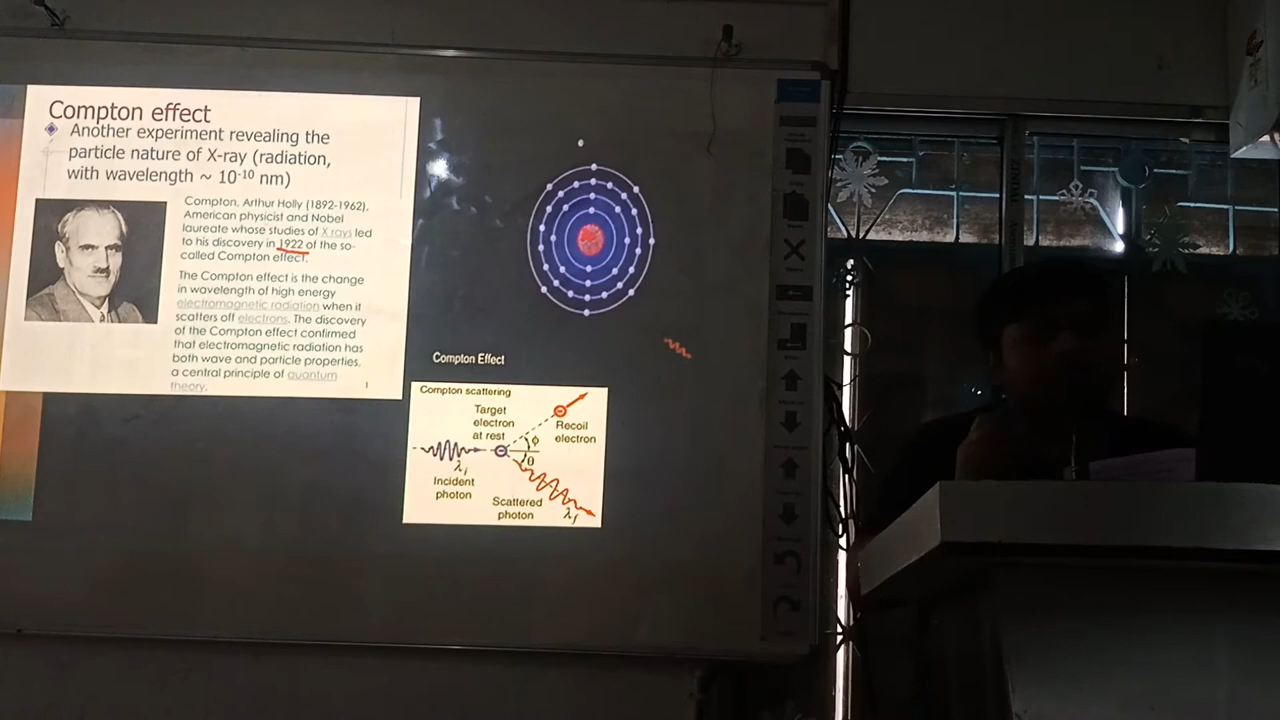 Compton effect
Another experiment revealing the
particle nature of X-ray (radiation,
with wavelength ~ 10⁻¹⁰ nm)
Compton, Arthur Holly (1892-1962),
American physicist and Nobel
laureate whose studies of X rays led
to his discovery in 1922 of the so-
called Compton effect.
The Compton effect is the change
in wavelength of high energy
electromagnetic radiation when it
scatters off electrons. The discovery
of the Compton effect confirmed
that electromagnetic radiation has
both wave and particle properties,
a central principle of quantum
theory.
1
Compton Effect
Compton scattering
Target
electron
at rest
Recoil
electron
ϕ
θ
λi
Incident
photon
Scattered
photon
λf